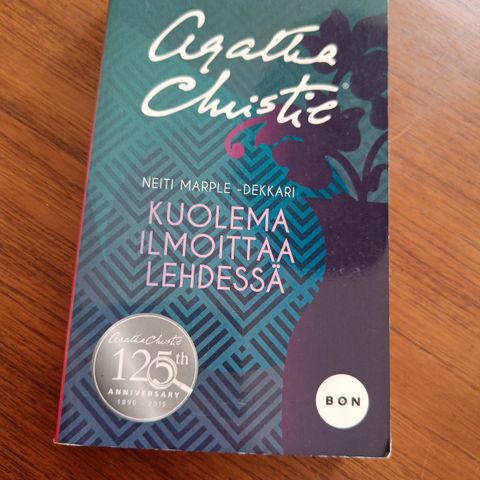 Agatha
Christie®
NEITI MARPLE -DEKKARI
KUOLEMA
ILMOITTAA
LEHDESSÄ
Agatha Christie
125th
ANNIVERSARY
1890 - 2015
BON